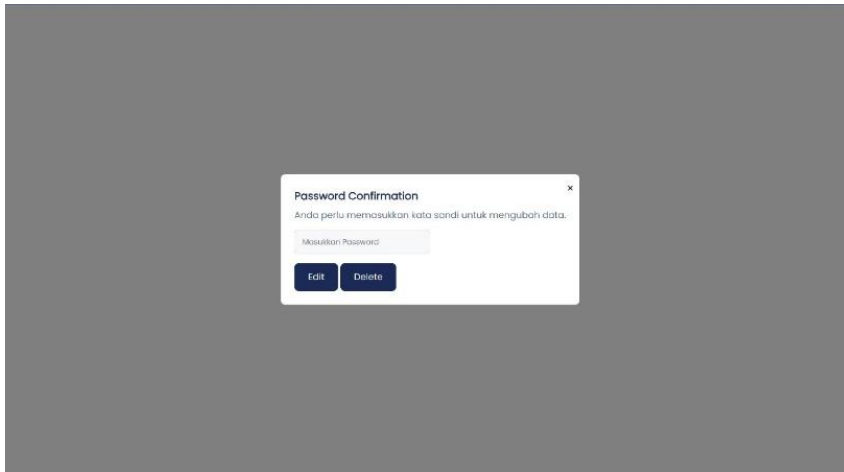 ×
Password Confirmation
Anda perlu memasukkan kata sandi untuk mengubah data.
Masukkan Password
Edit Delete